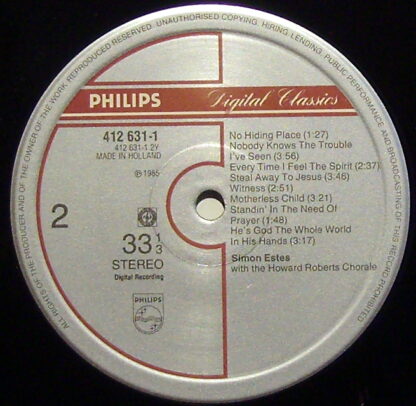 ALL RIGHTS OF THE PRODUCER AND OF THE OWNER OF THE WORK REPRODUCED RESERVED. UNAUTHORISED COPYING, HIRING, LENDING, PUBLIC PERFORMANCE AND BROADCASTING OF THIS RECORD PROHIBITED
PHILIPS
Digital Classics
412 631-1
412 631-1.2Y
MADE IN HOLLAND
℗1985
2
33 1/3
STEREO
Digital Recording
PHILIPS
No Hiding Place (1:27)
Nobody Knows The Trouble
I've Seen (3:56)
Every Time I Feel The Spirit (2:37)
Steal Away To Jesus (3:46)
Witness (2:51)
Motherless Child (3:21)
Standin' In The Need Of
Prayer (1:48)
He's God The Whole World
In His Hands (3:17)
Simon Estes
with the Howard Roberts Chorale